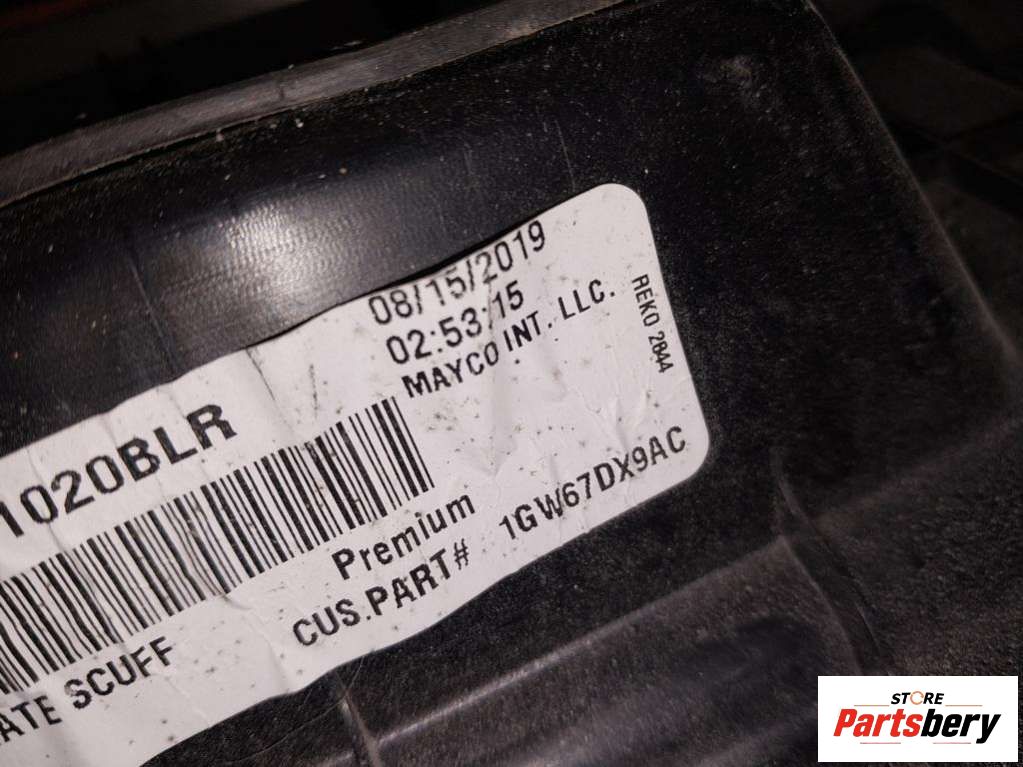 08/15/2019
02:53:15
MAYCO INT. LLC.
REKO 2844
1020BLR
Premium
CUS.PART# 1GW67DX9AC
ATE SCUFF
STORE
Partsbery